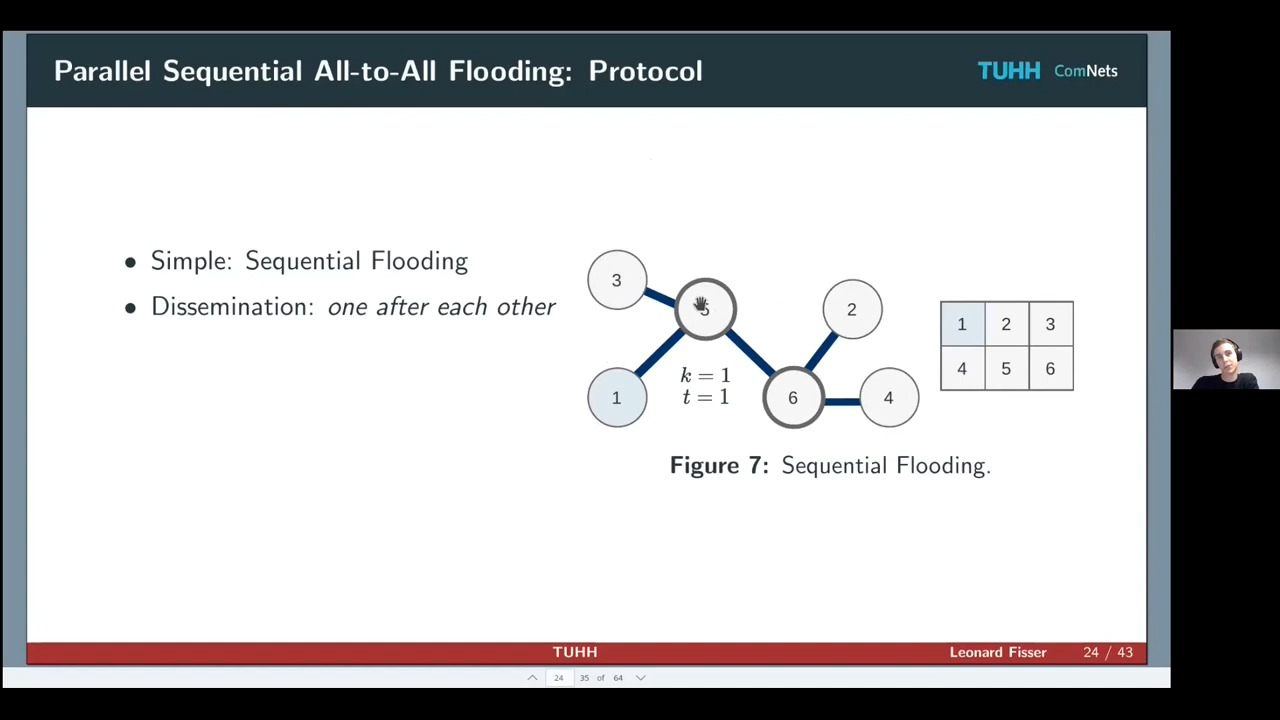 Parallel Sequential All-to-All Flooding: Protocol
TUHH ComNets
• Simple: Sequential Flooding
• Dissemination: one after each other
3
5
2
1
k = 1
t = 1
6
4
1 2 3
4 5 6
Figure 7: Sequential Flooding.
TUHH
Leonard Fisser 24 / 43
24 35 of 64